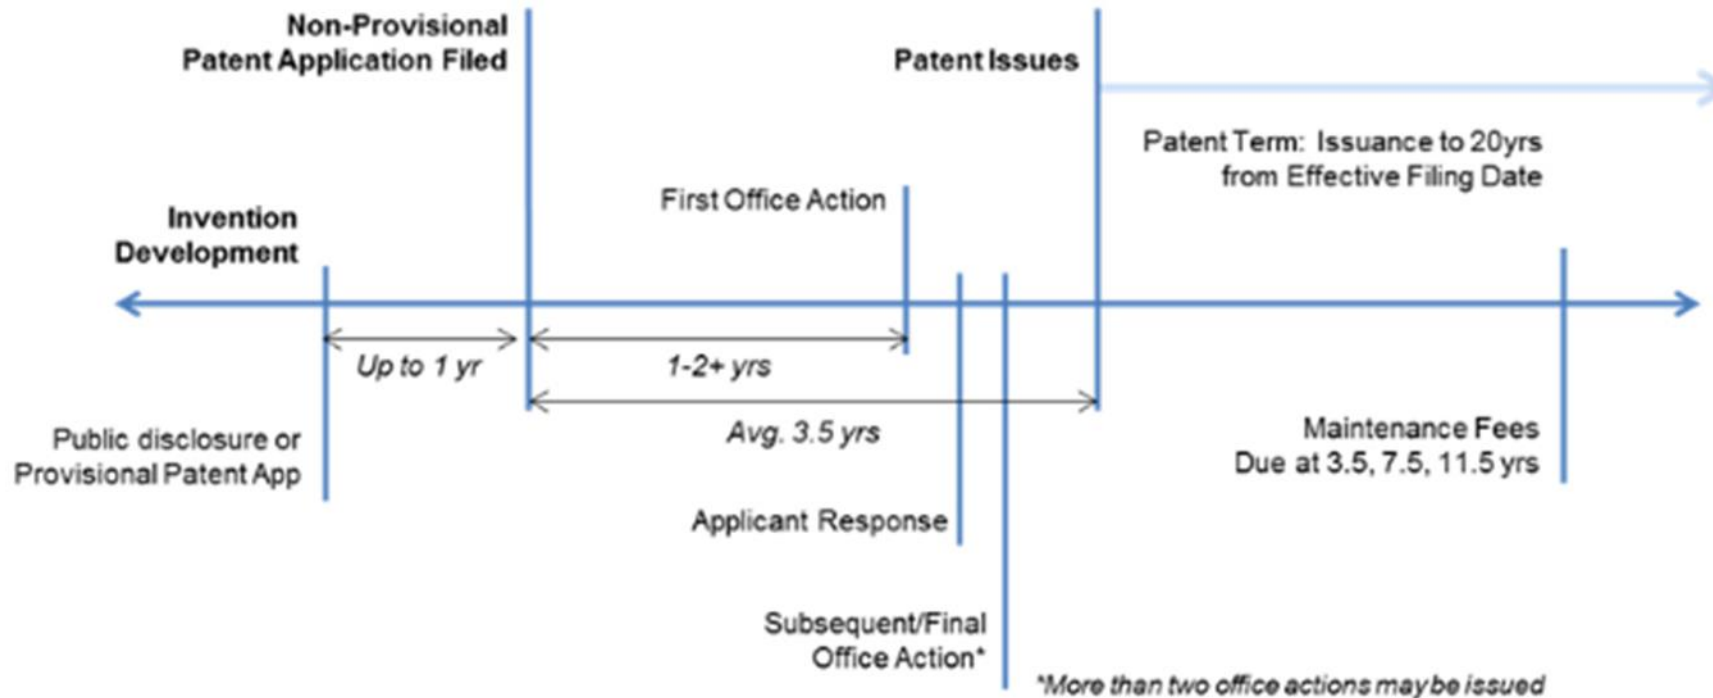 Non-Provisional
Patent Application Filed
Patent Issues
Patent Term: Issuance to 20yrs
from Effective Filing Date
First Office Action
Invention
Development
Up to 1 yr
1-2+ yrs
Avg. 3.5 yrs
Public disclosure or
Provisional Patent App
Maintenance Fees
Due at 3.5, 7.5, 11.5 yrs
Applicant Response
Subsequent/Final
Office Action*
*More than two office actions may be issued